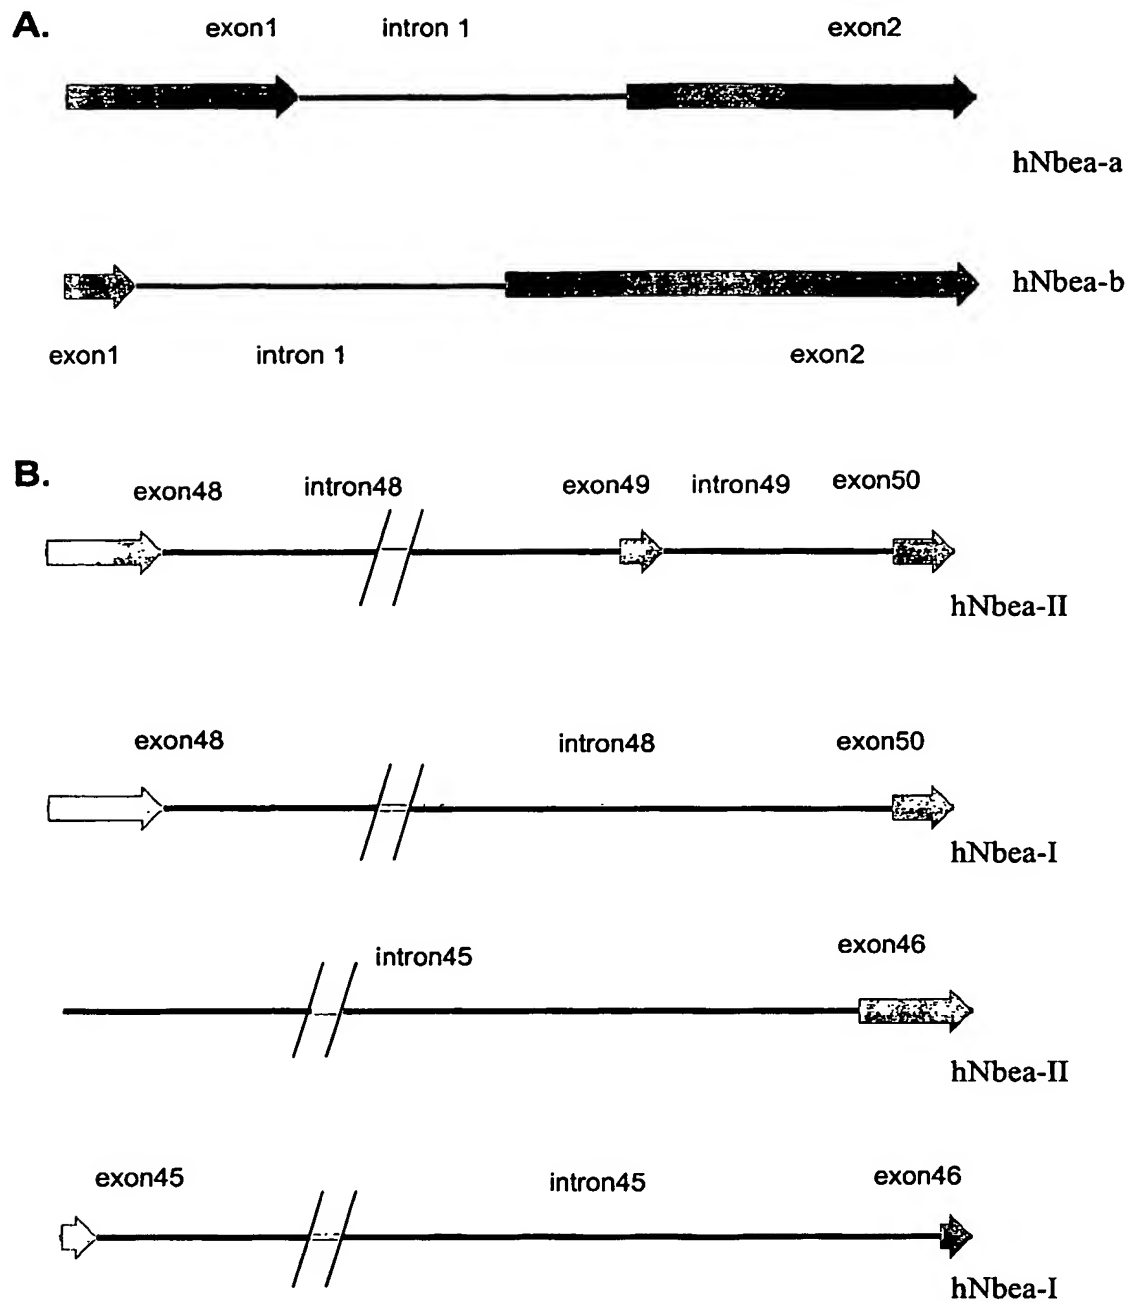 A.
exon1 intron 1 exon2
hNbea-a
hNbea-b
exon1 intron 1 exon2
B.
exon48 intron48 exon49 intron49 exon50
hNbea-II
exon48 intron48 exon50
hNbea-I
intron45 exon46
hNbea-II
exon45 intron45 exon46
hNbea-I